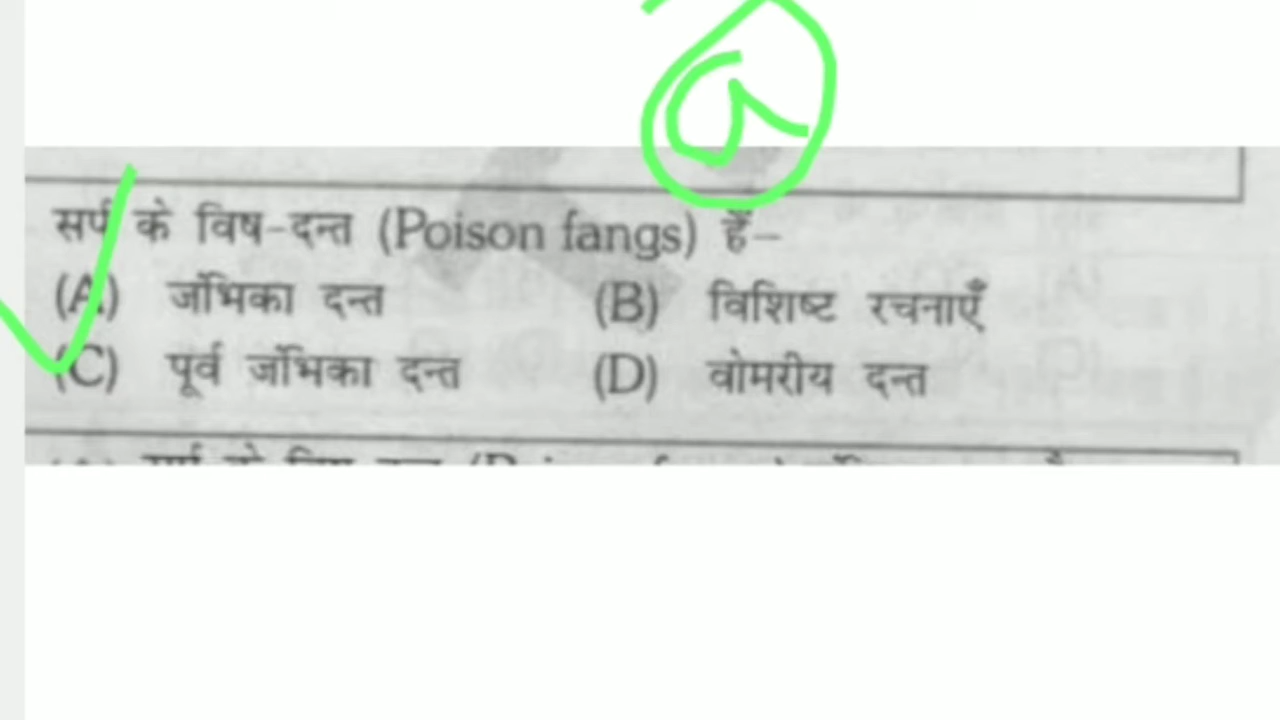 a
सर्प के विष-दन्त (Poison fangs) हैं–
(A) जंभिका दन्त (B) विशिष्ट रचनाएँ
(C) पूर्व जंभिका दन्त (D) वोमरीय दन्त